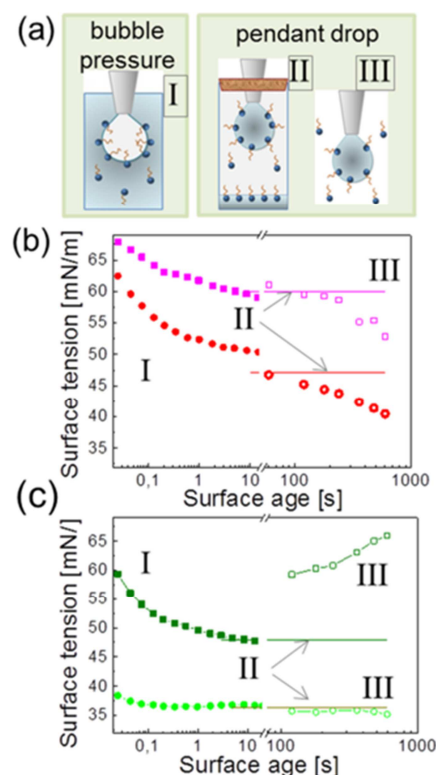 (a)
bubble
pressure
I
pendant drop
II
III
(b)
Surface tension [mN/m]
65
60
55
50
45
40
35
I
II
III
0,1
1
10
100
1000
Surface age [s]
(c)
Surface tension [mN/
65
60
55
50
45
40
35
I
II
III
III
0,1
1
10
100
1000
Surface age [s]